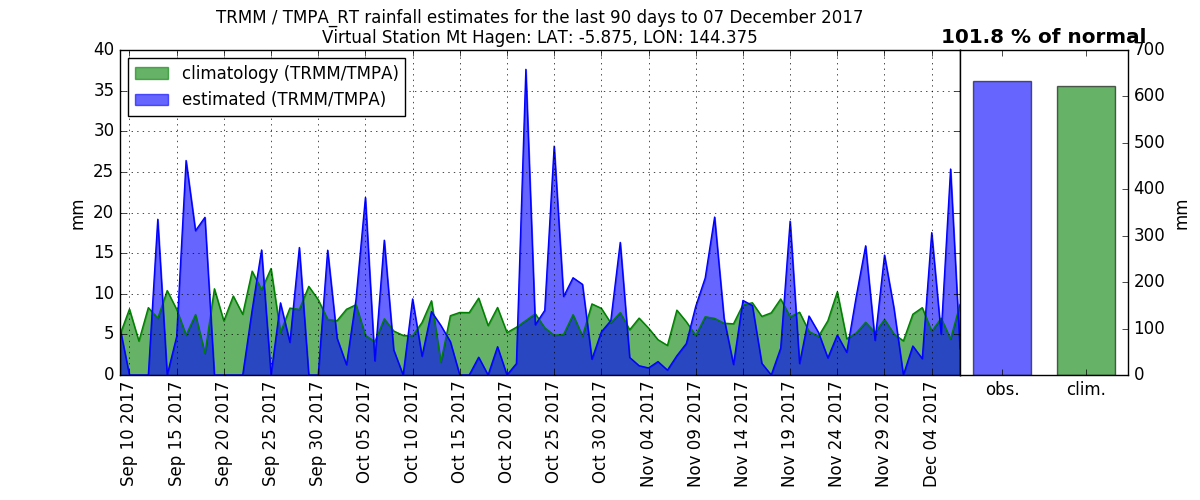 TRMM / TMPA_RT rainfall estimates for the last 90 days to 07 December 2017
Virtual Station Mt Hagen: LAT: -5.875, LON: 144.375
101.8 % of normal
climatology (TRMM/TMPA)
estimated (TRMM/TMPA)
40
35
30
25
20
15
10
5
0
mm
Sep 10 2017
Sep 15 2017
Sep 20 2017
Sep 25 2017
Sep 30 2017
Oct 05 2017
Oct 10 2017
Oct 15 2017
Oct 20 2017
Oct 25 2017
Oct 30 2017
Nov 04 2017
Nov 09 2017
Nov 14 2017
Nov 19 2017
Nov 24 2017
Nov 29 2017
Dec 04 2017
obs.
clim.
700
600
500
400
300
200
100
0
mm